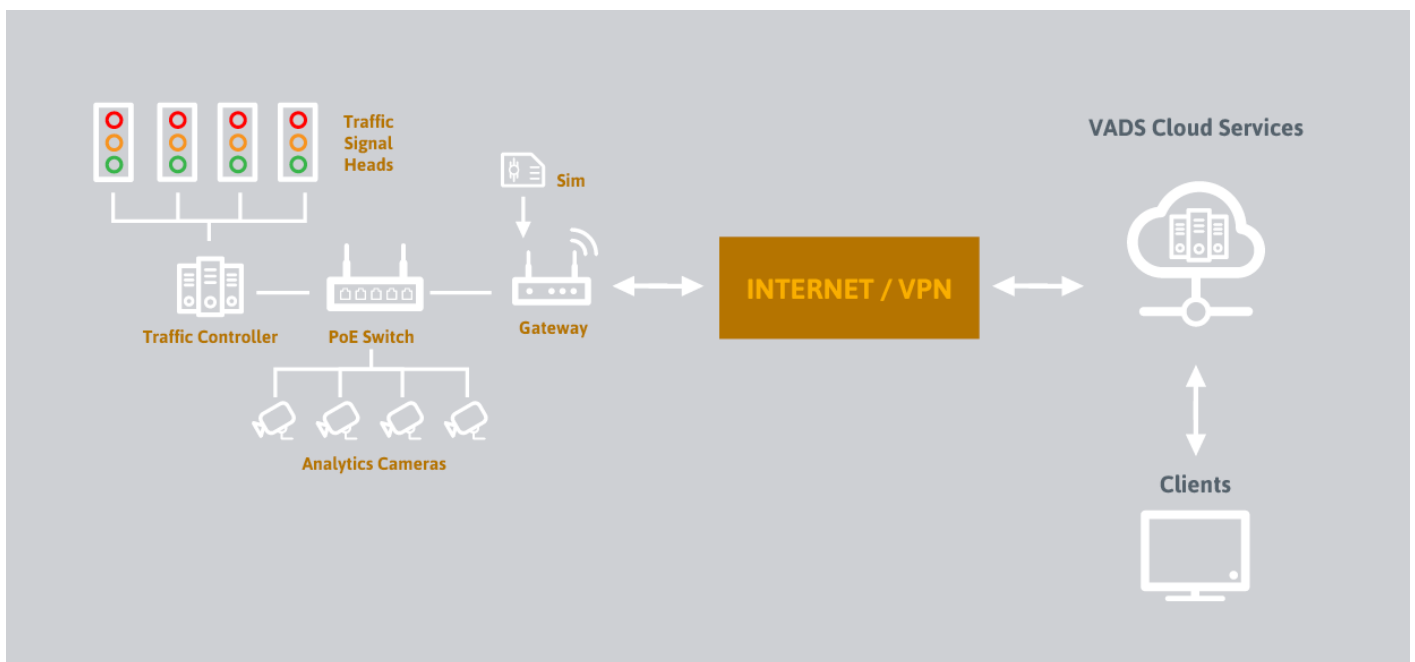 Traffic
Signal
Heads
VADS Cloud Services
Sim
INTERNET / VPN
Traffic Controller
PoE Switch
Gateway
Analytics Cameras
Clients